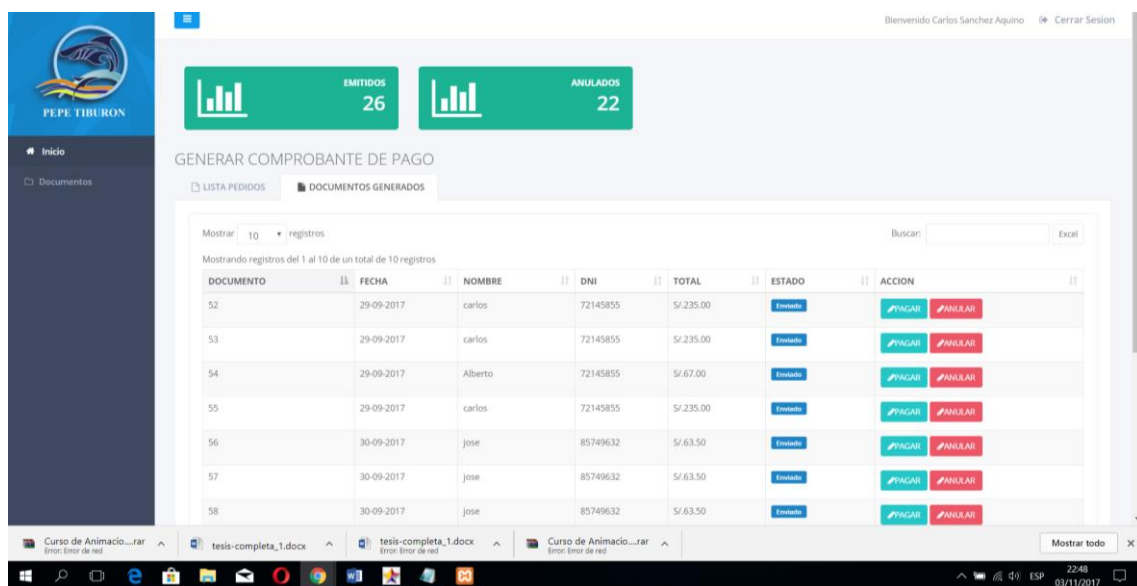 Bienvenido Carlos Sanchez Aquino Cerrar Sesion
PEPE TIBURON
Inicio
Documentos
EMITIDOS
26
ANULADOS
22
GENERAR COMPROBANTE DE PAGO
LISTA PEDIDOS DOCUMENTOS GENERADOS
Mostrar 10 registros Buscar: Excel
Mostrando registros del 1 al 10 de un total de 10 registros
DOCUMENTO FECHA NOMBRE DNI TOTAL ESTADO ACCION
52 29-09-2017 carlos 72145855 S/.235.00 Enviado PAGAR ANULAR
53 29-09-2017 carlos 72145855 S/.235.00 Enviado PAGAR ANULAR
54 29-09-2017 Alberto 72145855 S/.67.00 Enviado PAGAR ANULAR
55 29-09-2017 carlos 72145855 S/.235.00 Enviado PAGAR ANULAR
56 30-09-2017 jose 85749632 S/.63.50 Enviado PAGAR ANULAR
57 30-09-2017 jose 85749632 S/.63.50 Enviado PAGAR ANULAR
58 30-09-2017 jose 85749632 S/.63.50 Enviado PAGAR ANULAR
Curso de Animacio....rar tesis-completa_1.docx tesis-completa_1.docx Curso de Animacio....rar Mostrar todo
Error: Error de red Error: Error de red Error: Error de red
ESP 22:48
03/11/2017